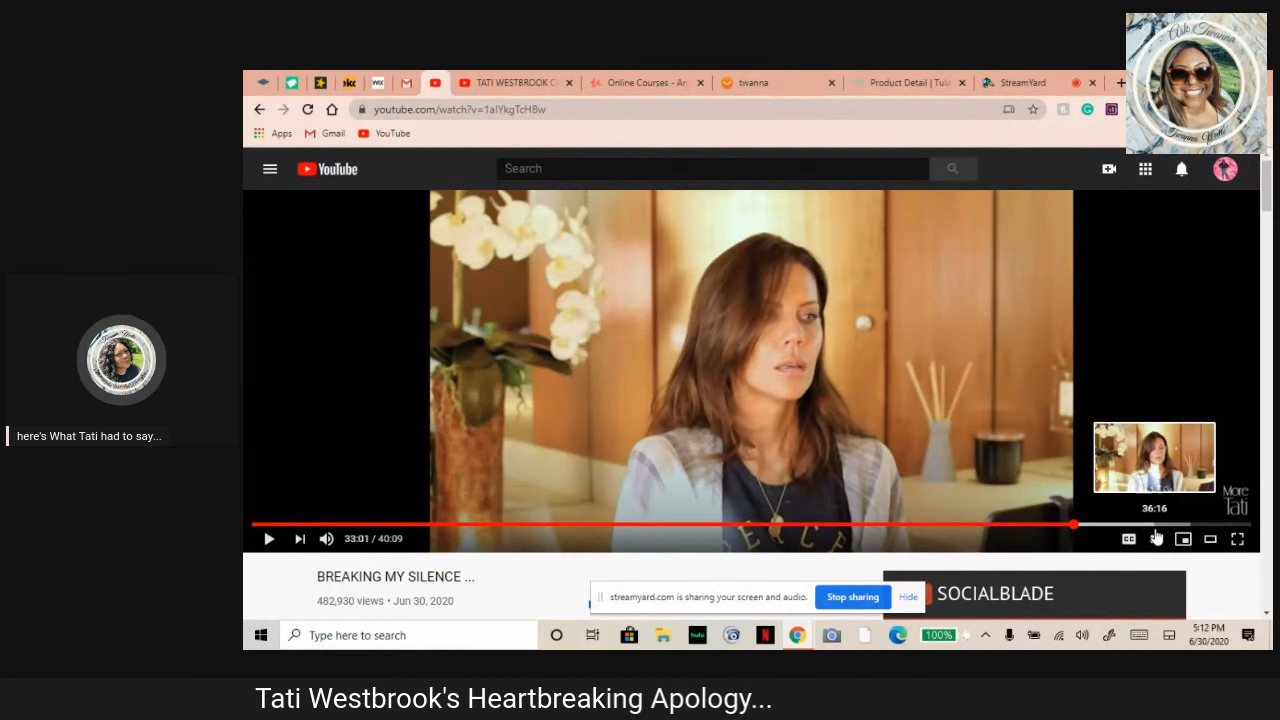 Ask Twanna
TATI WESTBROOK C
Online Courses - An
twanna
Product Detail | Tula
StreamYard
youtube.com/watch?v=1alYkgTcHBw
Apps
Gmail
YouTube
YouTube
Search
here's What Tati had to say...
36:16
More
Tati
33:01 / 40:09
BREAKING MY SILENCE ...
482,930 views • Jun 30, 2020
streamyard.com is sharing your screen and audio.
Stop sharing
Hide
SOCIALBLADE
Type here to search
hulu
100%
5:12 PM
6/30/2020
Tati Westbrook's Heartbreaking Apology...